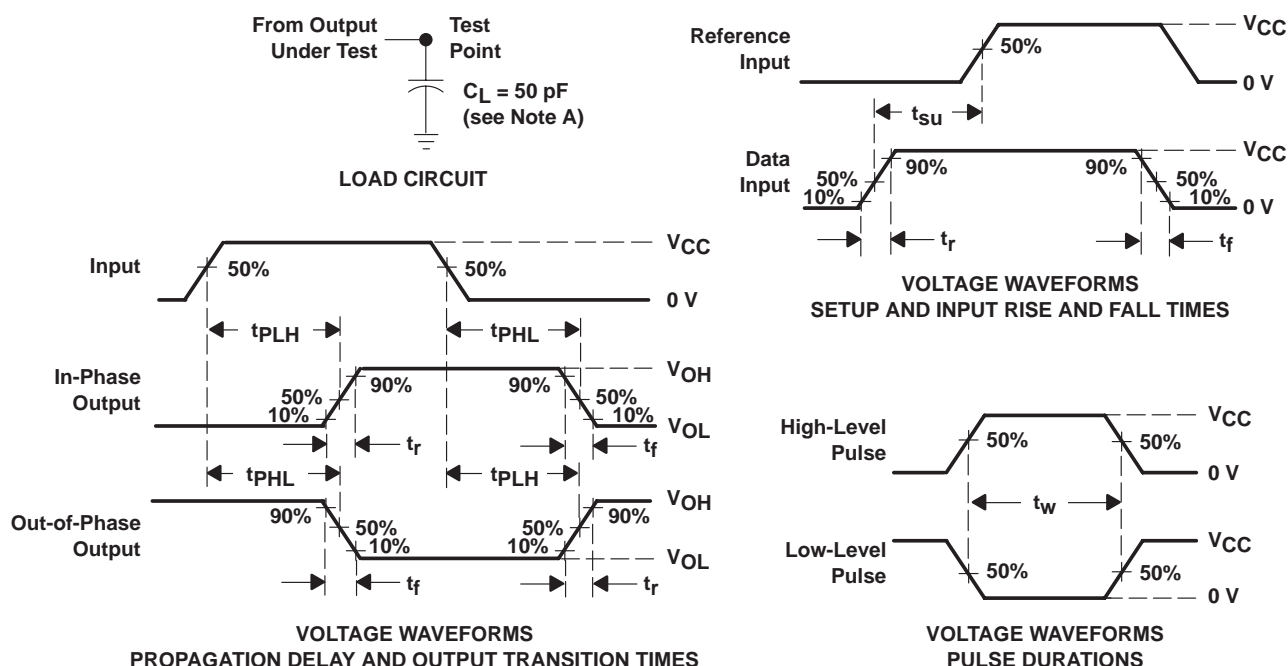 From Output
Under Test
Test
Point
CL = 50 pF
(see Note A)
LOAD CIRCUIT
Reference
Input
50%
VCC
0 V
tsu
Data
Input
50%
10%
90%
90%
50%
10%
VCC
0 V
tr
tf
VOLTAGE WAVEFORMS
SETUP AND INPUT RISE AND FALL TIMES
Input
50%
50%
VCC
0 V
tPLH
tPHL
In-Phase
Output
50%
10%
90%
90%
50%
10%
VOH
VOL
tr
tf
tPHL
tPLH
Out-of-Phase
Output
90%
50%
10%
50%
10%
90%
VOH
VOL
tf
tr
VOLTAGE WAVEFORMS
PROPAGATION DELAY AND OUTPUT TRANSITION TIMES
High-Level
Pulse
50%
50%
VCC
0 V
tw
Low-Level
Pulse
50%
50%
VCC
0 V
VOLTAGE WAVEFORMS
PULSE DURATIONS